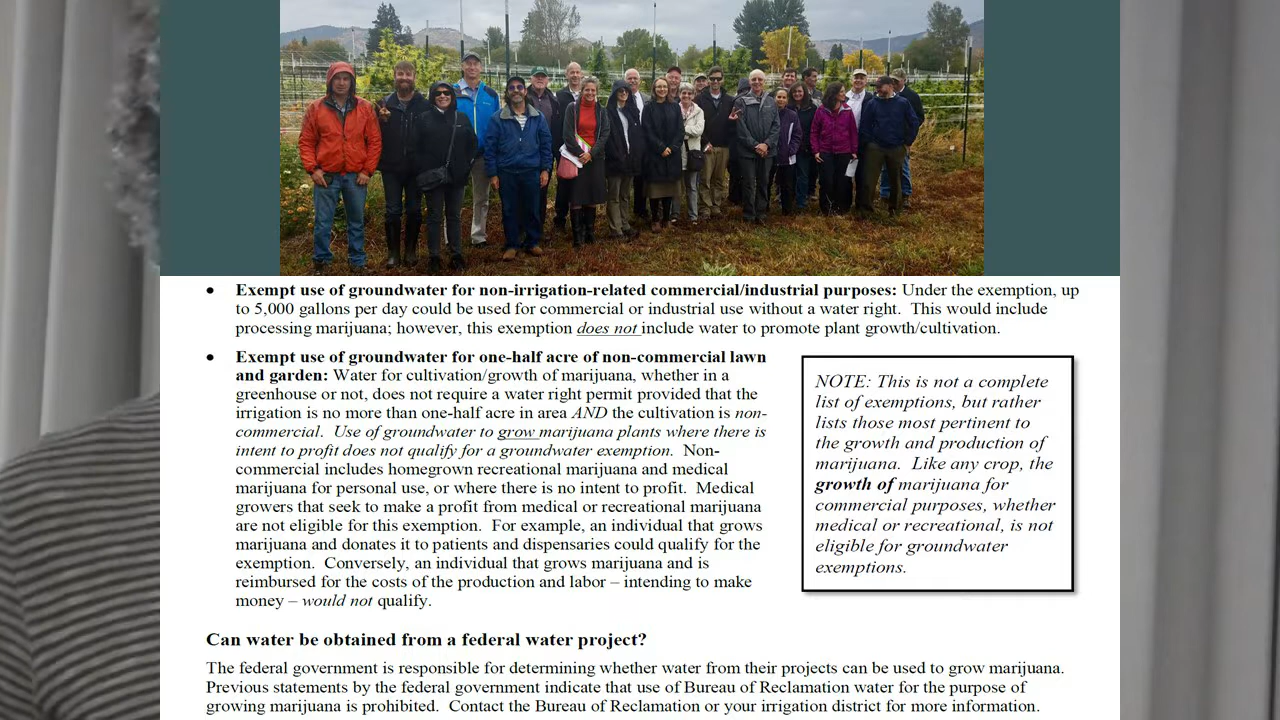 • Exempt use of groundwater for non-irrigation-related commercial/industrial purposes: Under the exemption, up
to 5,000 gallons per day could be used for commercial or industrial use without a water right. This would include
processing marijuana; however, this exemption does not include water to promote plant growth/cultivation.
• Exempt use of groundwater for one-half acre of non-commercial lawn
and garden: Water for cultivation/growth of marijuana, whether in a
greenhouse or not, does not require a water right permit provided that the
irrigation is no more than one-half acre in area AND the cultivation is non-
commercial. Use of groundwater to grow marijuana plants where there is
intent to profit does not qualify for a groundwater exemption. Non-
commercial includes homegrown recreational marijuana and medical
marijuana for personal use, or where there is no intent to profit. Medical
growers that seek to make a profit from medical or recreational marijuana
are not eligible for this exemption. For example, an individual that grows
marijuana and donates it to patients and dispensaries could qualify for the
exemption. Conversely, an individual that grows marijuana and is
reimbursed for the costs of the production and labor – intending to make
money – would not qualify.
NOTE: This is not a complete
list of exemptions, but rather
lists those most pertinent to
the growth and production of
marijuana. Like any crop, the
growth of marijuana for
commercial purposes, whether
medical or recreational, is not
eligible for groundwater
exemptions.
Can water be obtained from a federal water project?
The federal government is responsible for determining whether water from their projects can be used to grow marijuana.
Previous statements by the federal government indicate that use of Bureau of Reclamation water for the purpose of
growing marijuana is prohibited. Contact the Bureau of Reclamation or your irrigation district for more information.